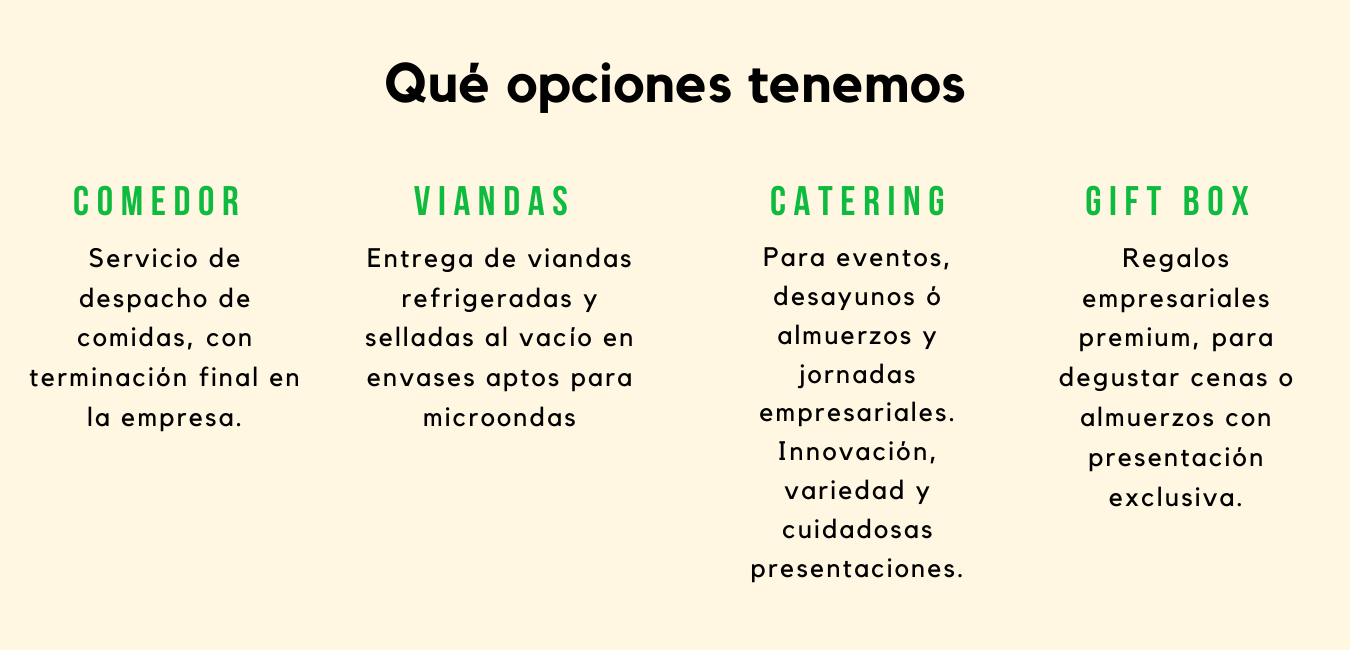 Qué opciones tenemos
COMEDOR
Servicio de
despacho de
comidas, con
terminación final en
la empresa.
VIANDAS
Entrega de viandas
refrigeradas y
selladas al vacío en
envases aptos para
microondas
CATERING
Para eventos,
desayunos ó
almuerzos y
jornadas
empresariales.
Innovación,
variedad y
cuidadosas
presentaciones.
GIFT BOX
Regalos
empresariales
premium, para
degustar cenas o
almuerzos con
presentación
exclusiva.